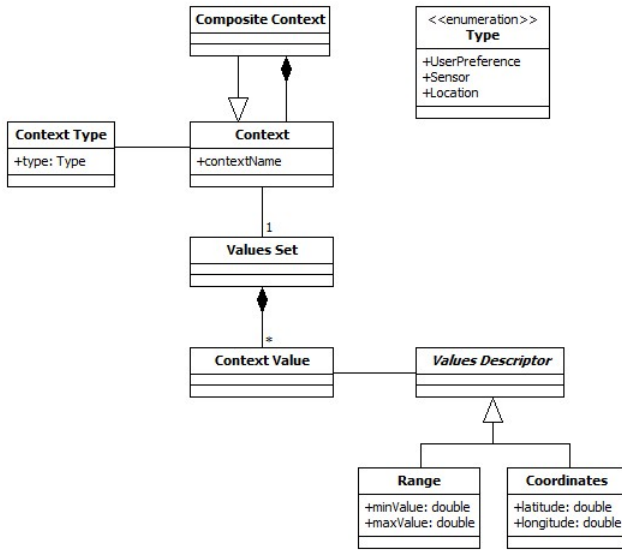 Composite Context
<<enumeration>>
Type
+UserPreference
+Sensor
+Location
Context Type
+type: Type
Context
+contextName
1
Values Set
*
Context Value
Values Descriptor
Range
+minValue: double
+maxValue: double
Coordinates
+latitude: double
+longitude: double